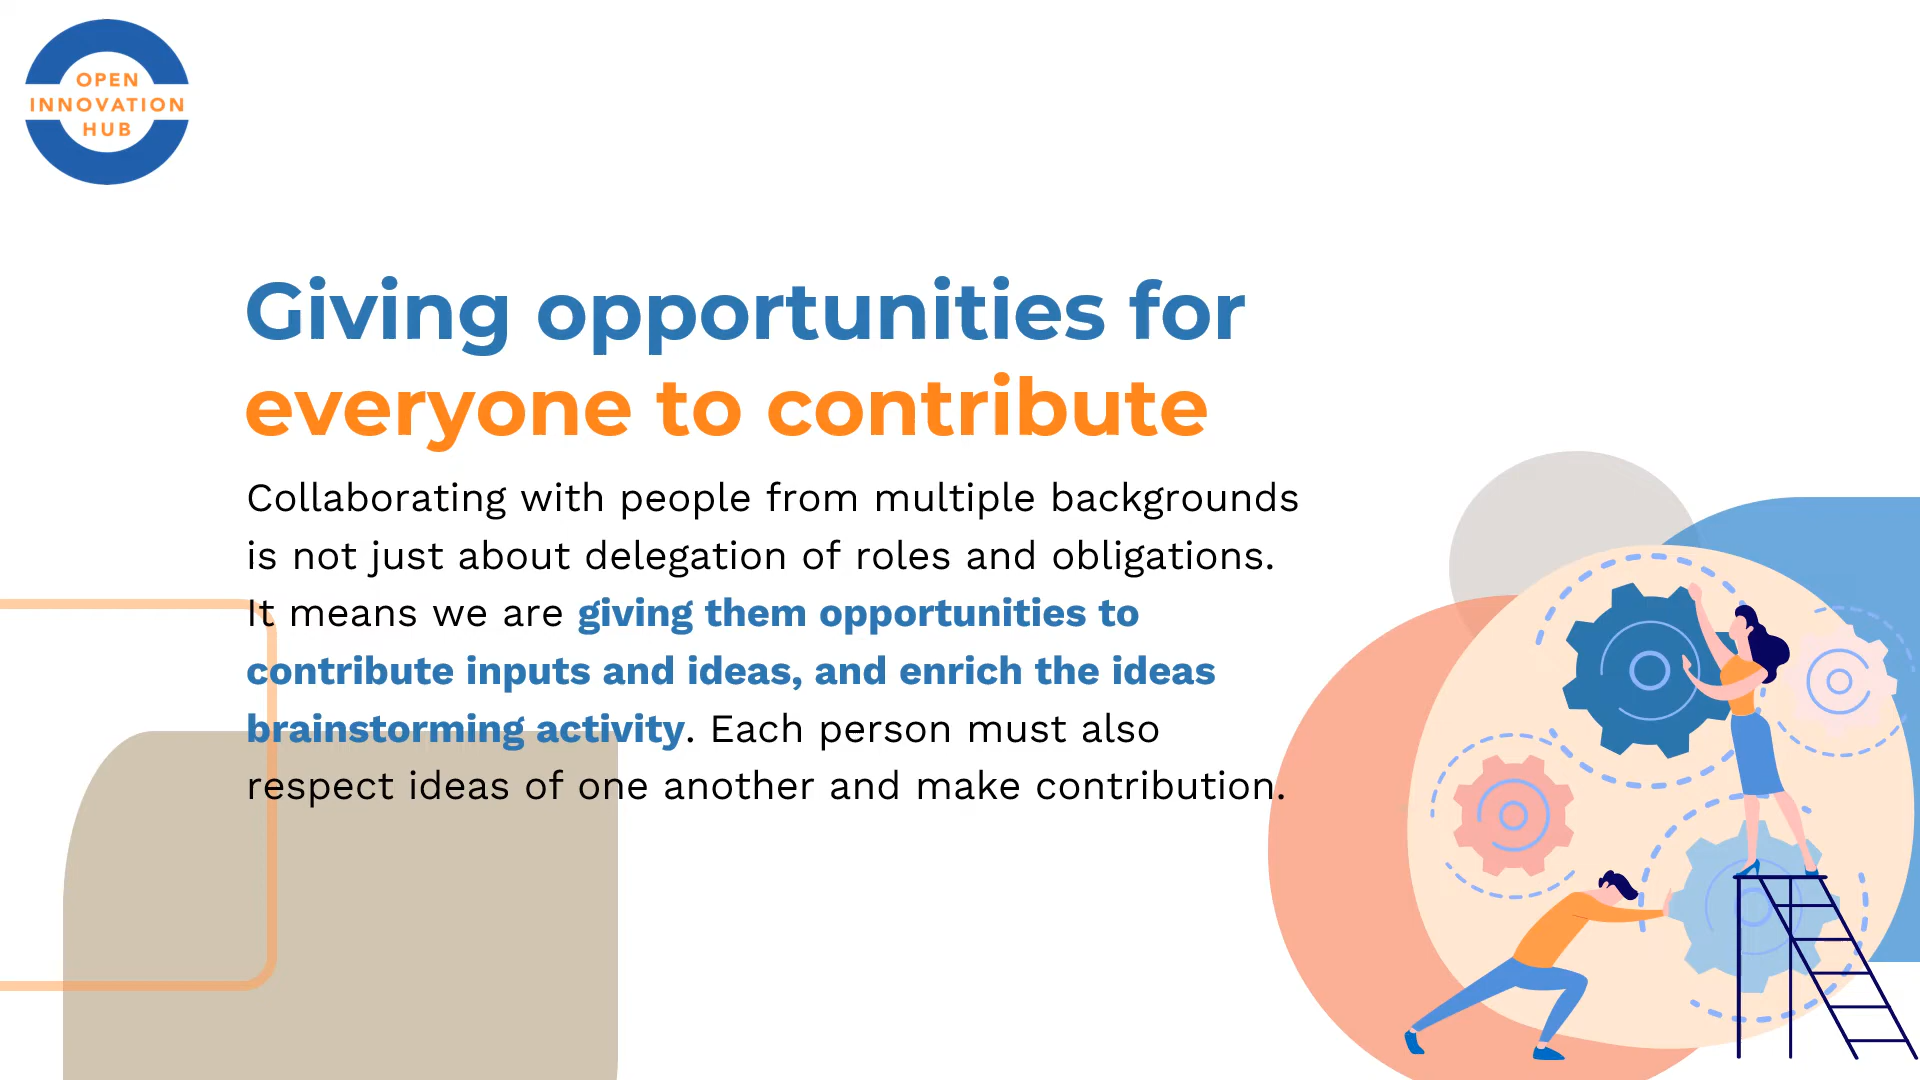 OPEN
INNOVATION
HUB
Giving opportunities for
everyone to contribute
Collaborating with people from multiple backgrounds
is not just about delegation of roles and obligations.
It means we are giving them opportunities to
contribute inputs and ideas, and enrich the ideas
brainstorming activity. Each person must also
respect ideas of one another and make contribution.